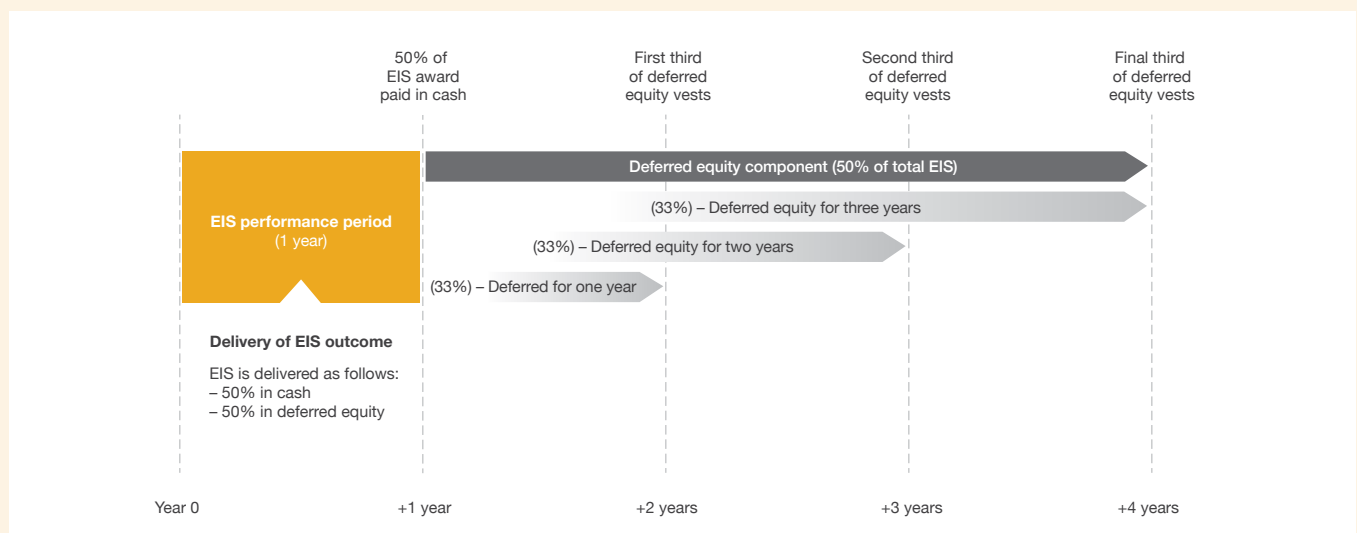 50% of
EIS award
paid in cash
First third
of deferred
equity vests
Second third
of deferred
equity vests
Final third
of deferred
equity vests
Deferred equity component (50% of total EIS)
(33%) – Deferred equity for three years
EIS performance period
(1 year)
(33%) – Deferred equity for two years
(33%) – Deferred for one year
Delivery of EIS outcome
EIS is delivered as follows:
– 50% in cash
– 50% in deferred equity
Year 0
+1 year
+2 years
+3 years
+4 years